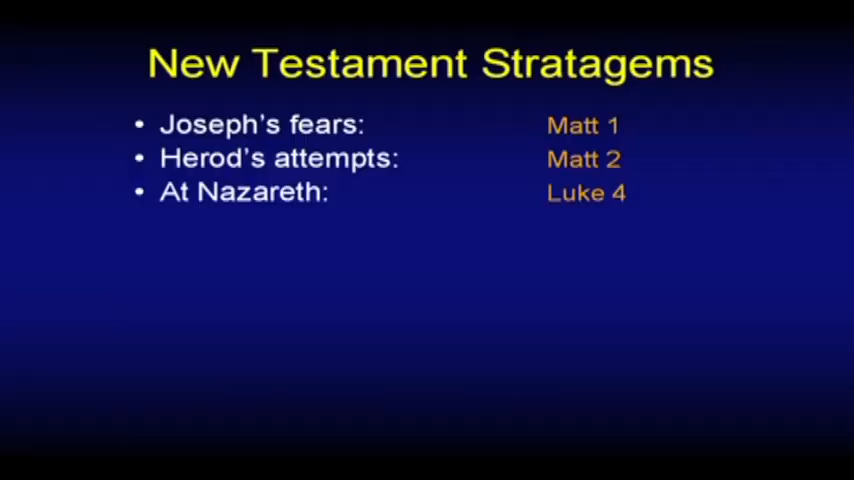 New Testament Stratagems
• Joseph's fears: Matt 1
• Herod's attempts: Matt 2
• At Nazareth: Luke 4